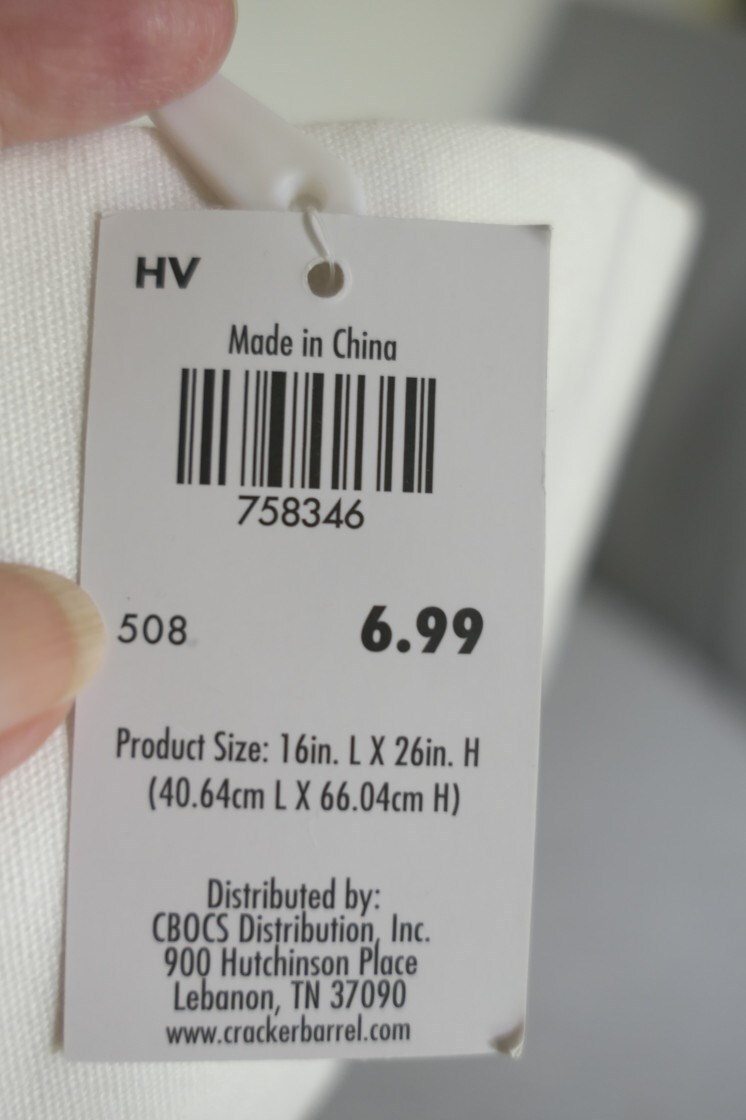 HV
Made in China
758346
508 6.99
Product Size: 16in. L X 26in. H
(40.64cm L X 66.04cm H)
Distributed by:
CBOCS Distribution, Inc.
900 Hutchinson Place
Lebanon, TN 37090
www.crackerbarrel.com